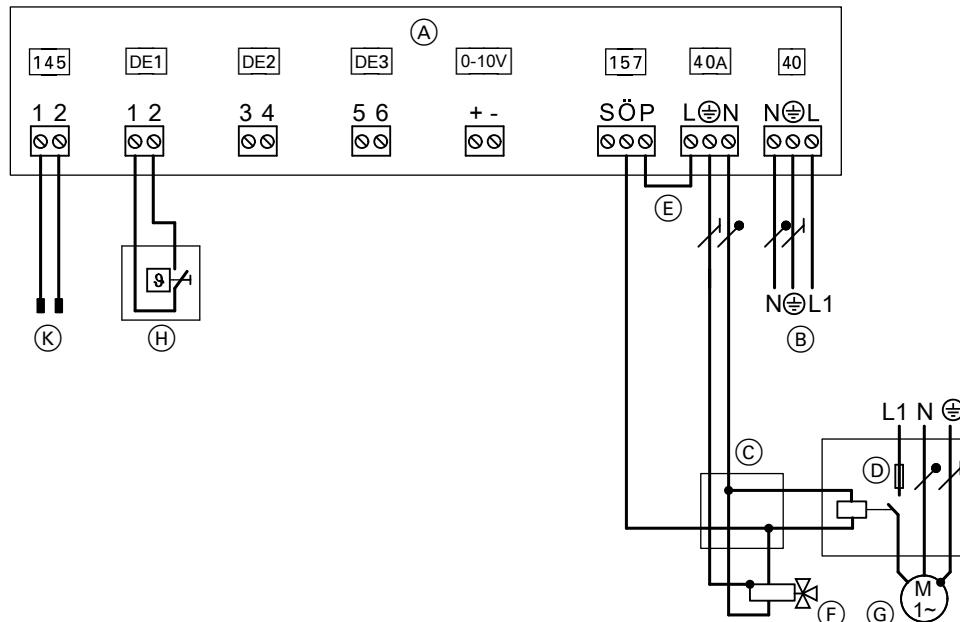 A
145 DE1 DE2 DE3 0-10V 157 40A 40
1 2 1 2 3 4 5 6 + - S Ö P L N N L
E
N L1
K H B
L1 N
C
D
ϑ
M
1~
F G